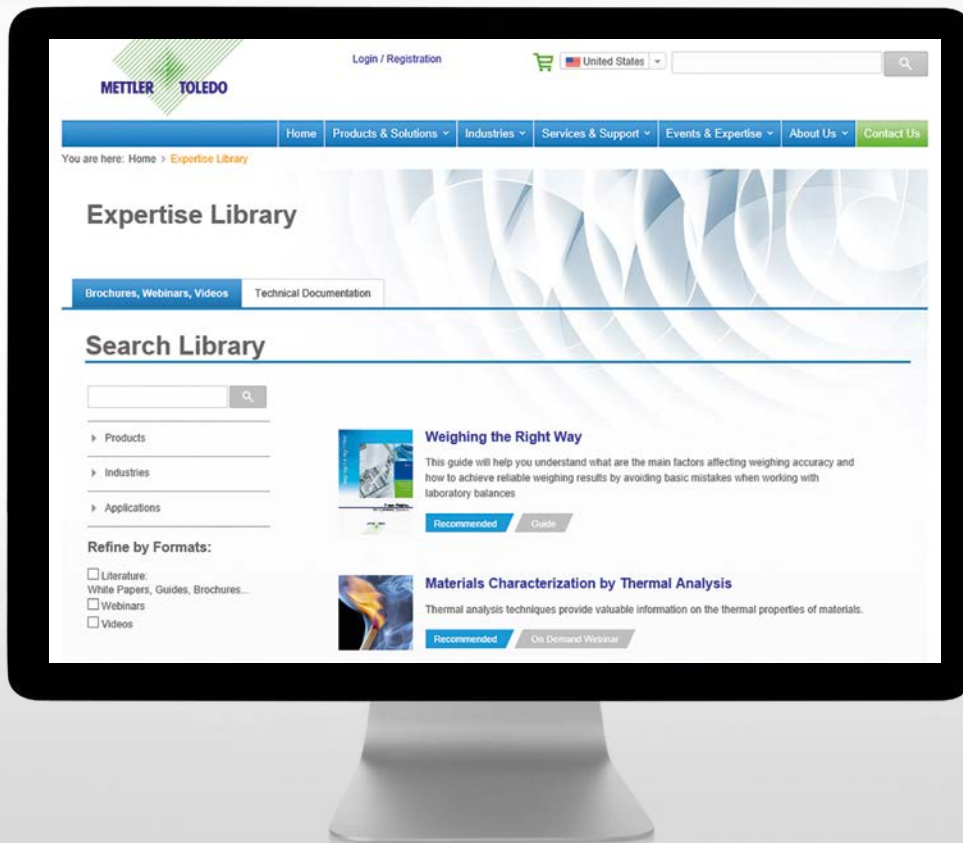 METTLER TOLEDO
Login / Registration
United States
Home Products & Solutions Industries Services & Support Events & Expertise About Us Contact Us
You are here: Home > Expertise Library
Expertise Library
Brochures, Webinars, Videos Technical Documentation
Search Library
Products
Industries
Applications
Refine by Formats:
Literature:
White Papers, Guides, Brochures...
Webinars
Videos
Weighing the Right Way
This guide will help you understand what are the main factors affecting weighing accuracy and
how to achieve reliable weighing results by avoiding basic mistakes when working with
laboratory balances
Recommended Guide
Materials Characterization by Thermal Analysis
Thermal analysis techniques provide valuable information on the thermal properties of materials.
Recommended On Demand Webinar